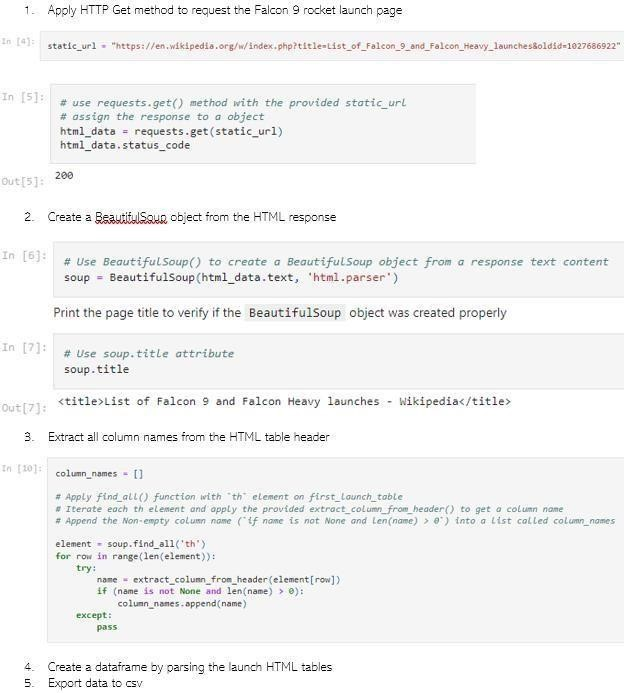 1. Apply HTTP Get method to request the Falcon 9 rocket launch page
In [4]: static_url = "https://en.wikipedia.org/w/index.php?title=List_of_Falcon_9_and_Falcon_Heavy_launches&oldid=1027686922"
In [5]: # use requests.get() method with the provided static_url
# assign the response to a object
html_data = requests.get(static_url)
html_data.status_code
Out[5]: 200
2. Create a BeautifulSoup object from the HTML response
In [6]: # Use BeautifulSoup() to create a BeautifulSoup object from a response text content
soup = BeautifulSoup(html_data.text, 'html.parser')
Print the page title to verify if the BeautifulSoup object was created properly
In [7]: # Use soup.title attribute
soup.title
Out[7]: <title>List of Falcon 9 and Falcon Heavy launches - Wikipedia</title>
3. Extract all column names from the HTML table header
In [10]: column_names = []
# Apply find_all() function with `th` element on first_launch_table
# Iterate each th element and apply the provided extract_column_from_header() to get a column name
# Append the Non-empty column name (`if name is not None and len(name) > 0`) into a list called column_names
element = soup.find_all('th')
for row in range(len(element)):
try:
name = extract_column_from_header(element[row])
if (name is not None and len(name) > 0):
column_names.append(name)
except:
pass
4. Create a dataframe by parsing the launch HTML tables
5. Export data to csv